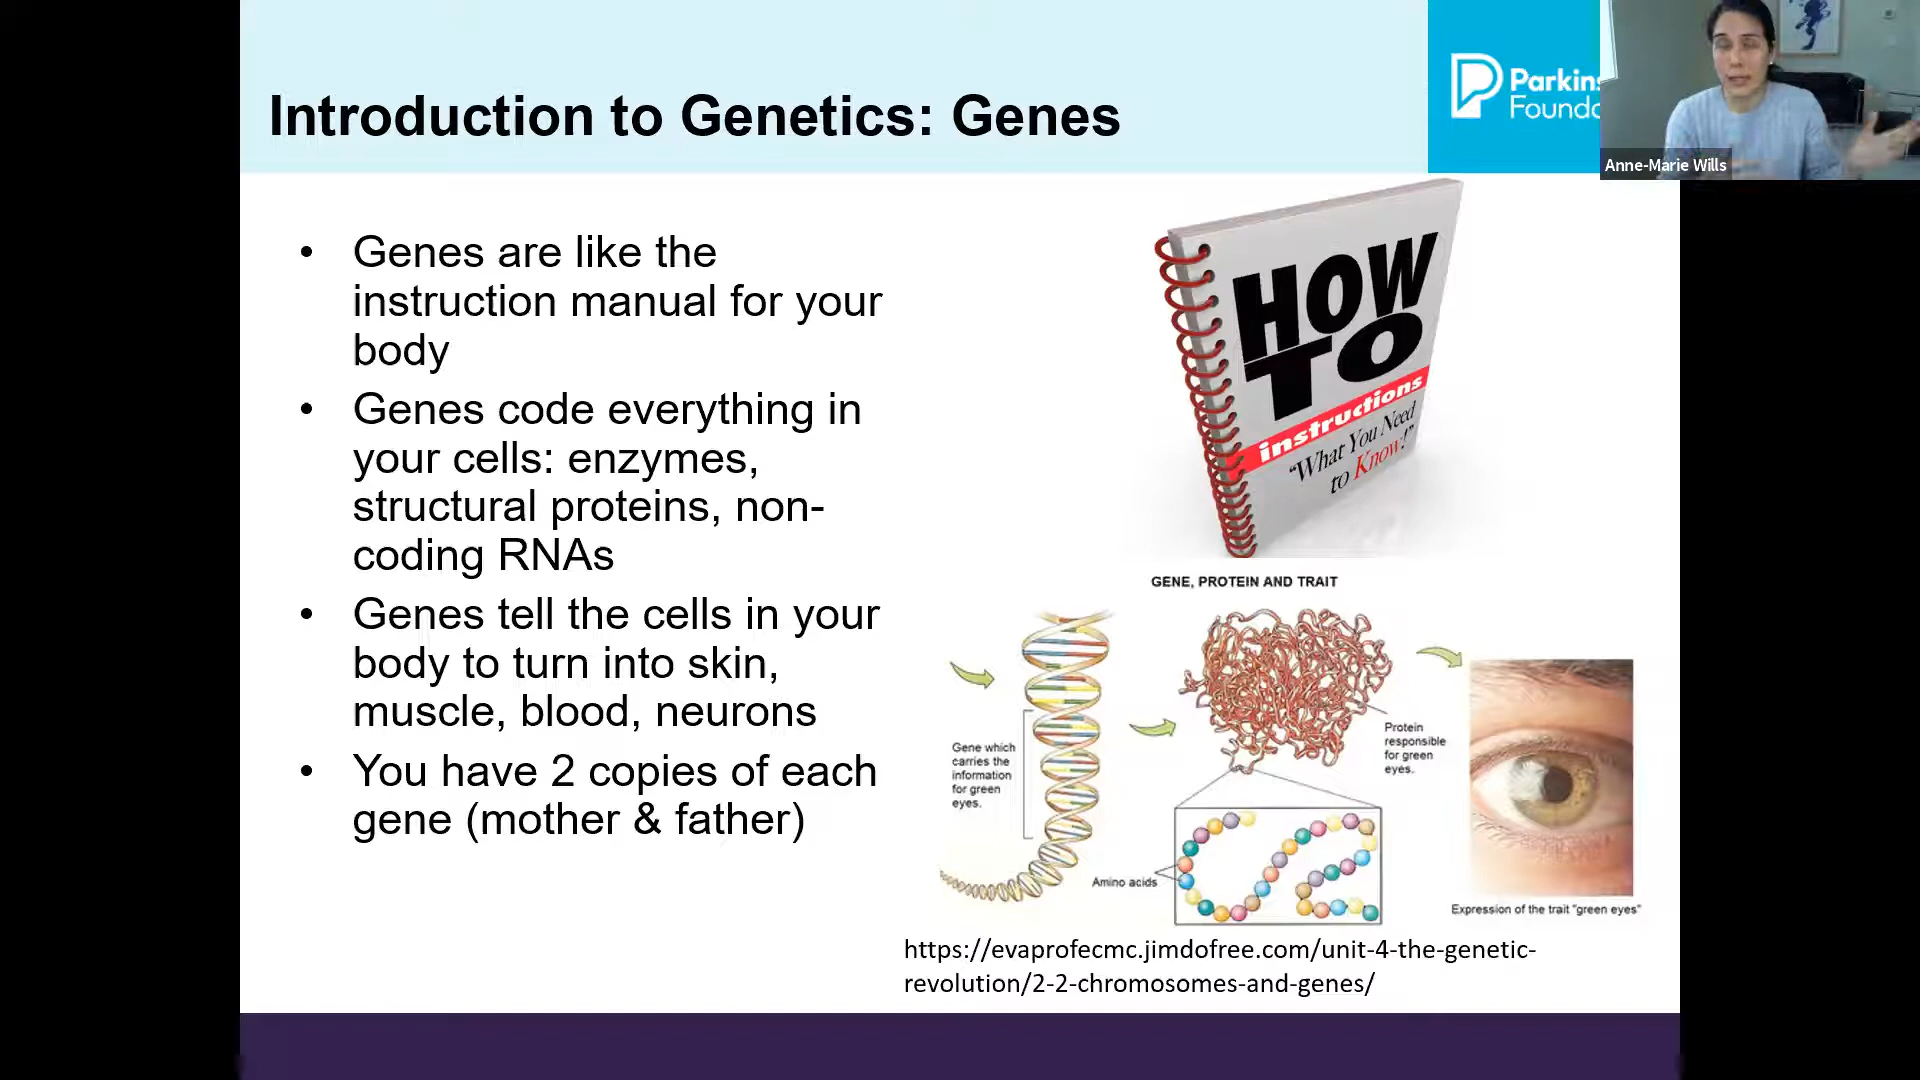 Introduction to Genetics: Genes
Parkins
Founda
Anne-Marie Wills
• Genes are like the
instruction manual for your
body
• Genes code everything in
your cells: enzymes,
structural proteins, non-
coding RNAs
• Genes tell the cells in your
body to turn into skin,
muscle, blood, neurons
• You have 2 copies of each
gene (mother & father)
HOW
TO
instructions
"What You Need
to Know!"
GENE, PROTEIN AND TRAIT
Gene which
carries the
information
for green
eyes.
Protein
responsible
for green
eyes.
Amino acids
Expression of the trait "green eyes"
https://evaprofecmc.jimdofree.com/unit-4-the-genetic-
revolution/2-2-chromosomes-and-genes/